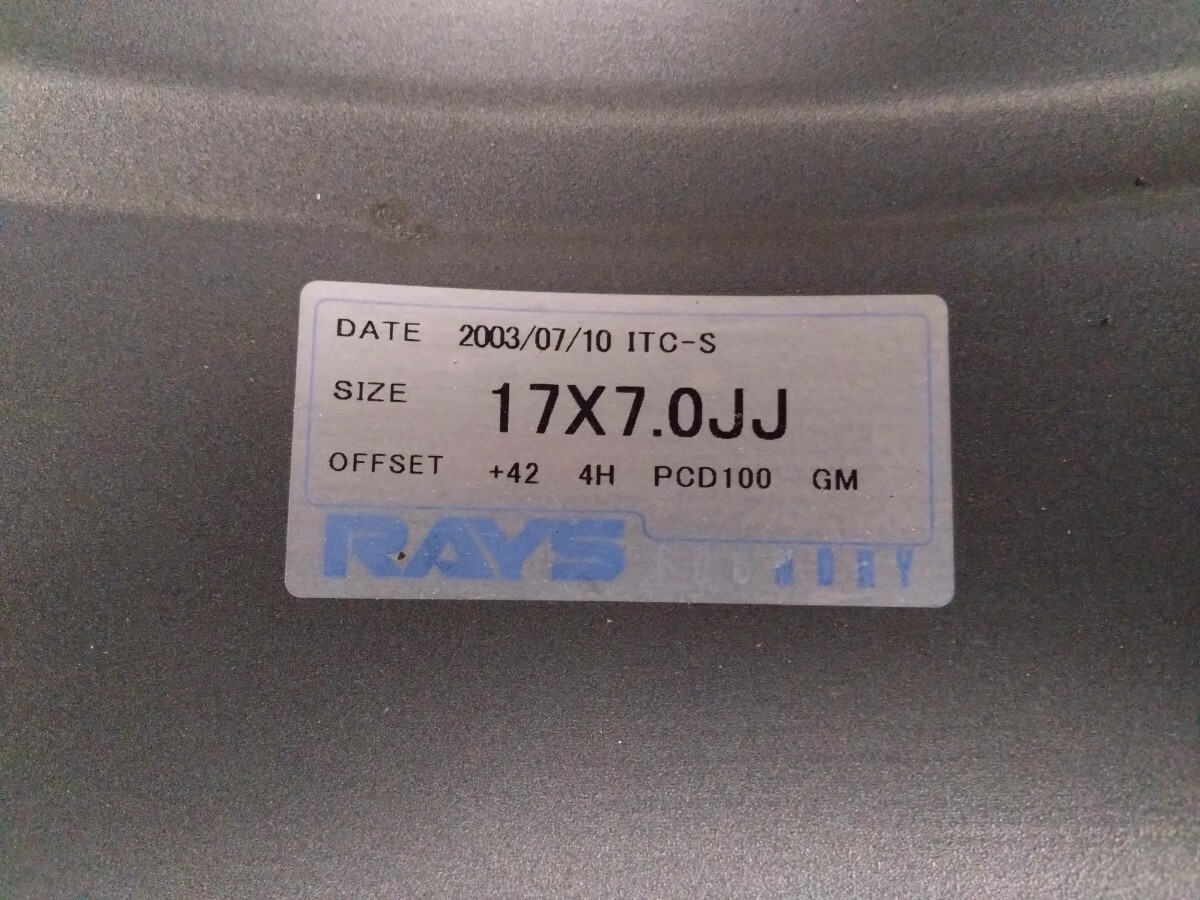 DATE 2003/07/10 ITC-S
SIZE 17X7.0JJ
OFFSET +42 4H PCD100 GM
RAYS